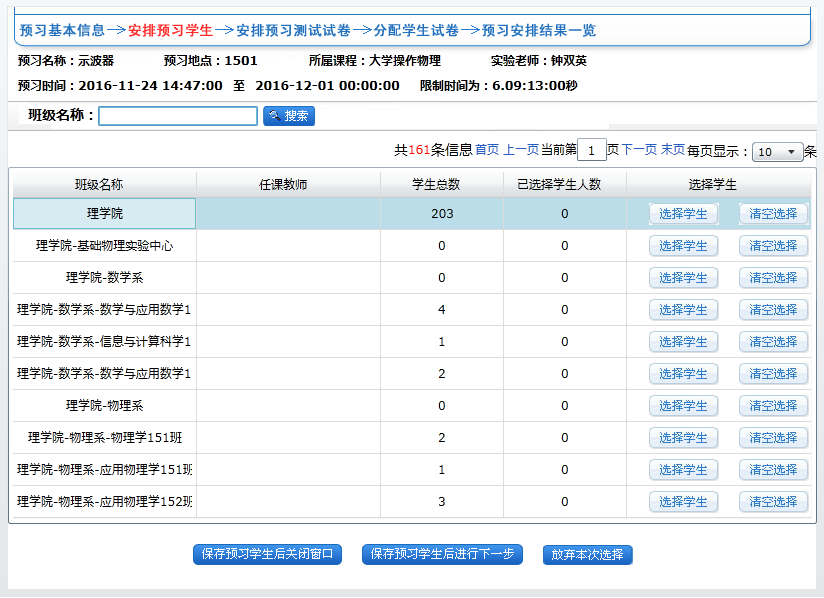 预习基本信息—>安排预习学生—>安排预习测试试卷—>分配学生试卷—>预习安排结果一览
预习名称：示波器 预习地点：1501 所属课程：大学操作物理 实验老师：钟双英
预习时间：2016-11-24 14:47:00 至 2016-12-01 00:00:00 限制时间为：6.09:13:00秒
班级名称： 搜索
共161条信息 首页 上一页 当前第 1 页 下一页 末页 每页显示： 10 条
班级名称 任课教师 学生总数 已选择学生人数 选择学生
理学院 203 0 选择学生 清空选择
理学院-基础物理实验中心 0 0 选择学生 清空选择
理学院-数学系 0 0 选择学生 清空选择
理学院-数学系-数学与应用数学1 4 0 选择学生 清空选择
理学院-数学系-信息与计算科学1 1 0 选择学生 清空选择
理学院-数学系-数学与应用数学1 2 0 选择学生 清空选择
理学院-物理系 0 0 选择学生 清空选择
理学院-物理系-物理学151班 2 0 选择学生 清空选择
理学院-物理系-应用物理学151班 1 0 选择学生 清空选择
理学院-物理系-应用物理学152班 3 0 选择学生 清空选择
保存预习学生后关闭窗口 保存预习学生后进行下一步 放弃本次选择